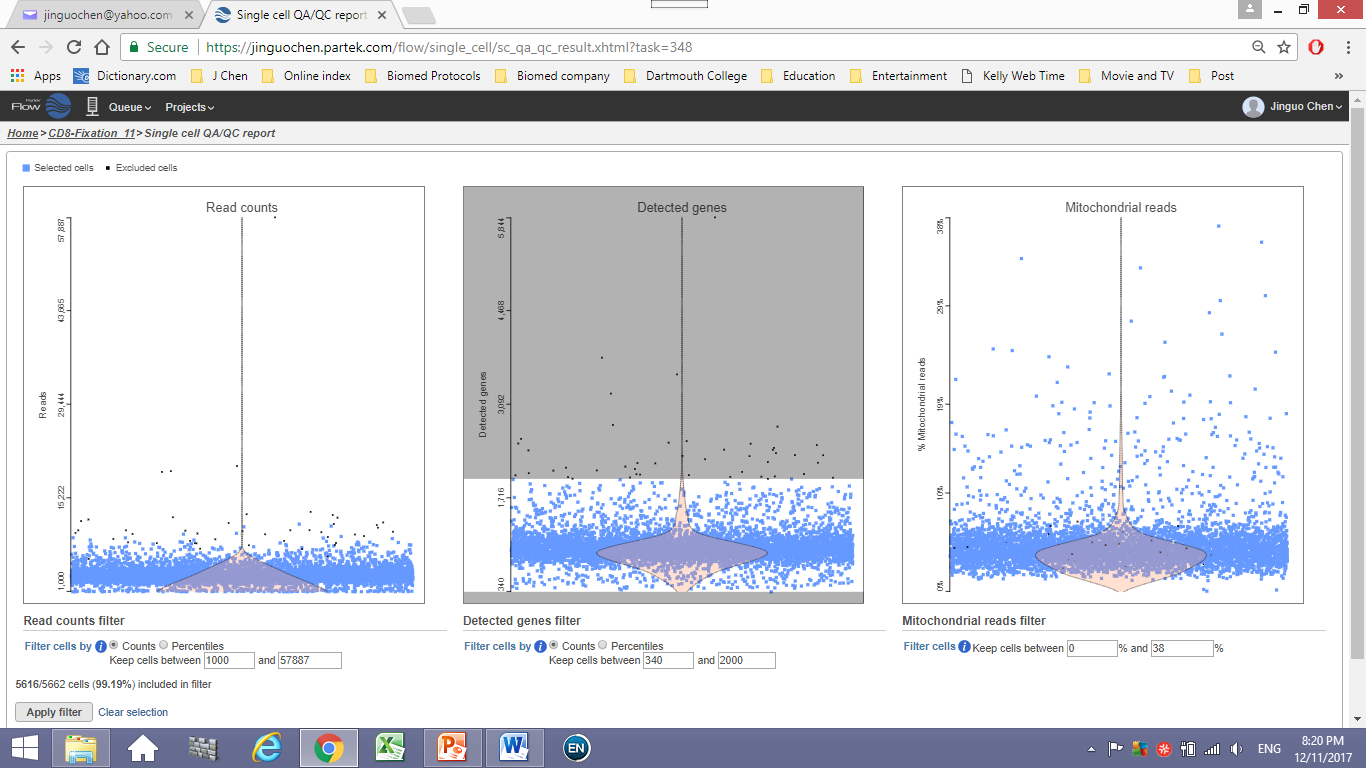 jinguochen@yahoo.com
Single cell QA/QC report
Secure
https://jinguochen.partek.com/flow/single_cell/sc_qa_qc_result.xhtml?task=348
Apps Dictionary.com J Chen Online index Biomed Protocols Biomed company Dartmouth College Education Entertainment Kelly Web Time Movie and TV Post »
Partek
Flow Queue Projects Jinguo Chen
Home > CD8-Fixation_11 > Single cell QA/QC report
Selected cells Excluded cells
Read counts
57,887
43,665
29,444
15,222
1,000
Reads
Detected genes
5,844
4,468
3,092
1,716
340
Detected genes
Mitochondrial reads
38%
29%
19%
10%
0%
% Mitochondrial reads
Read counts filter
Filter cells by i Counts Percentiles
Keep cells between 1000 and 57887
Detected genes filter
Filter cells by i Counts Percentiles
Keep cells between 340 and 2000
Mitochondrial reads filter
Filter cells i Keep cells between 0 % and 38 %
5616/5662 cells (99.19%) included in filter
Apply filter Clear selection
EN
ENG
8:20 PM
12/11/2017